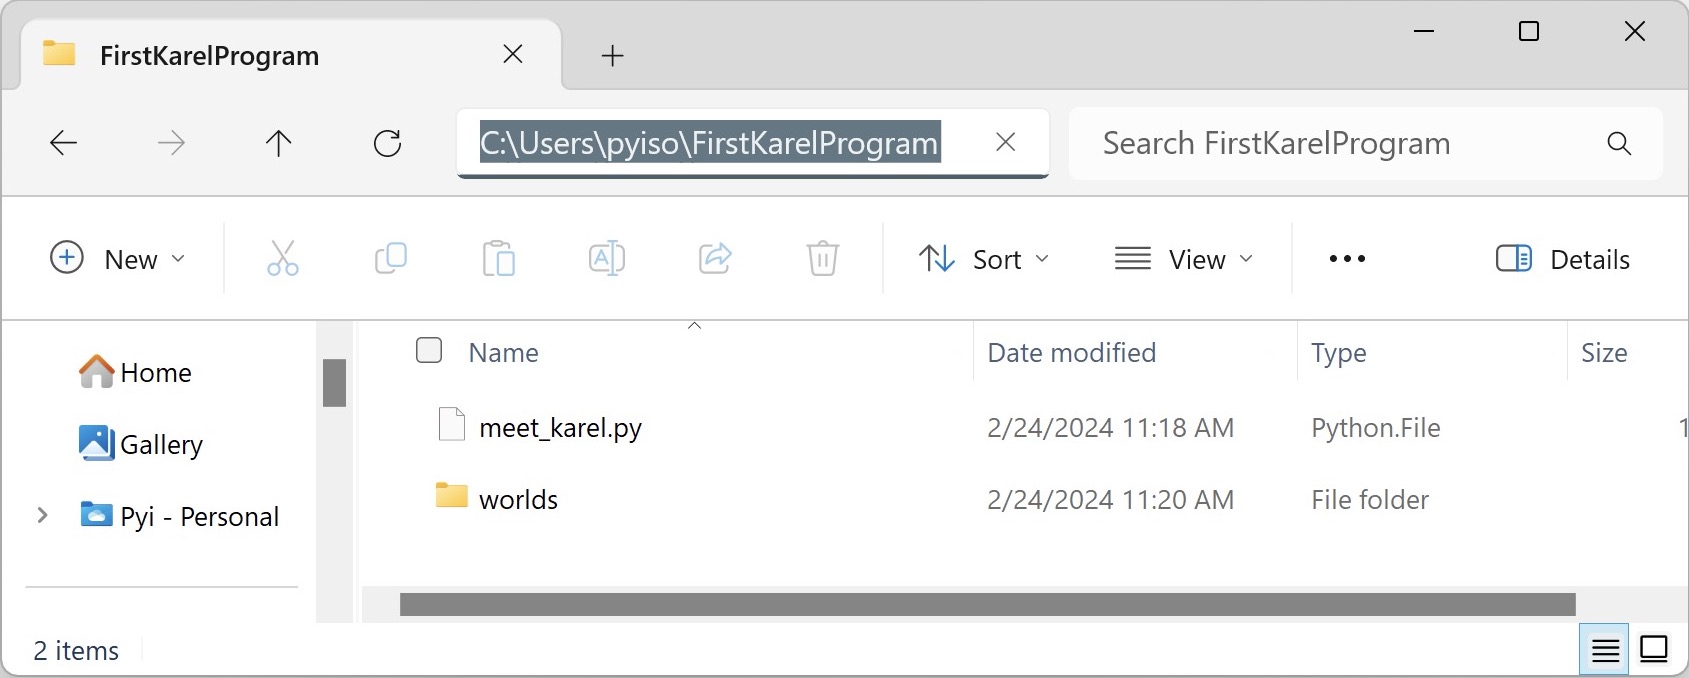 FirstKarelProgram
C:\Users\pyiso\FirstKarelProgram
Search FirstKarelProgram
New
Sort
View
Details
Home
Gallery
Pyi - Personal
Name
Date modified
Type
Size
meet_karel.py
2/24/2024 11:18 AM
Python.File
1
worlds
2/24/2024 11:20 AM
File folder
2 items